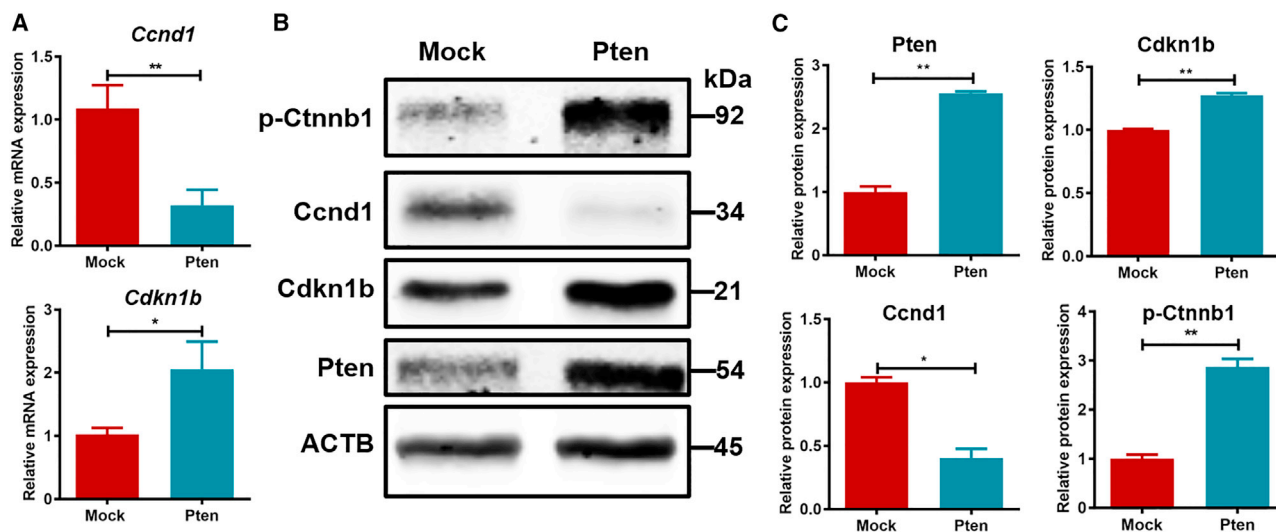 A
Ccnd1
Relative mRNA expression
1.5
1.0
0.5
0.0
**
Mock
Pten
Cdkn1b
Relative mRNA expression
3
2
1
0
*
Mock
Pten
B
Mock
Pten
kDa
p-Ctnnb1
92
Ccnd1
34
Cdkn1b
21
Pten
54
ACTB
45
C
Pten
Relative protein expression
3
2
1
0
**
Mock
Pten
Cdkn1b
Relative protein expression
1.5
1.0
0.5
0.0
**
Mock
Pten
Ccnd1
Relative protein expression
1.5
1.0
0.5
0.0
*
Mock
Pten
p-Ctnnb1
Relative protein expression
4
3
2
1
0
**
Mock
Pten